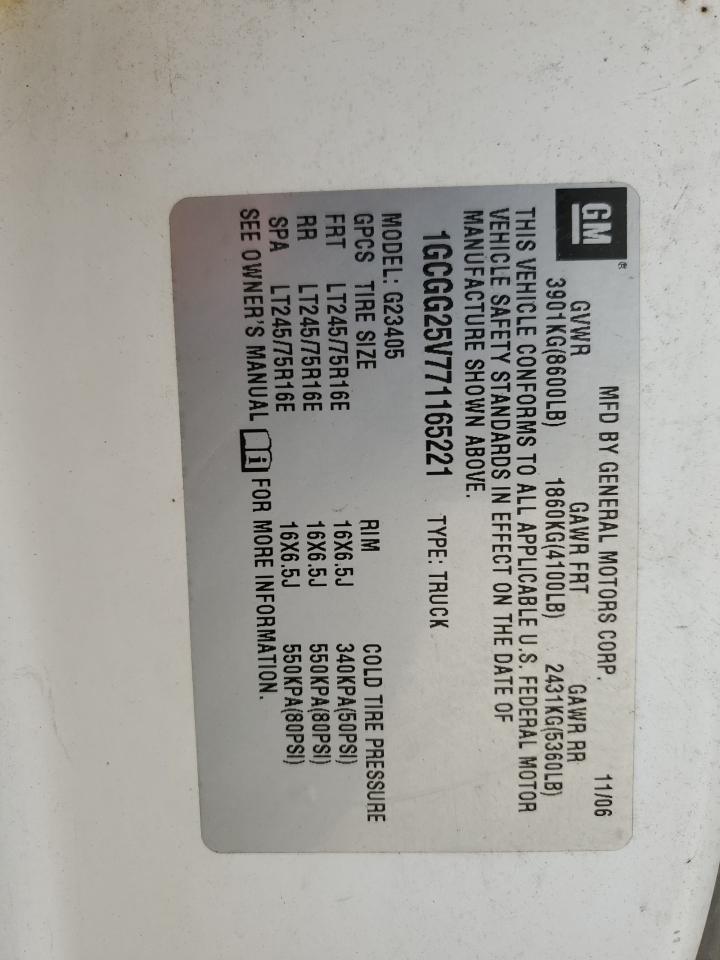 GM®
MFD BY GENERAL MOTORS CORP. 11/06
GVWR GAWR FRT GAWR RR
3901KG(8600LB) 1860KG(4100LB) 2431KG(5360LB)
THIS VEHICLE CONFORMS TO ALL APPLICABLE U.S. FEDERAL MOTOR
VEHICLE SAFETY STANDARDS IN EFFECT ON THE DATE OF
MANUFACTURE SHOWN ABOVE.
1GCGG25V771165221 TYPE: TRUCK
MODEL: G23405
GPCS TIRE SIZE RIM COLD TIRE PRESSURE
FRT LT245/75R16E 16X6.5J 340KPA(50PSI)
RR LT245/75R16E 16X6.5J 550KPA(80PSI)
SPA LT245/75R16E 16X6.5J 550KPA(80PSI)
SEE OWNER'S MANUAL i FOR MORE INFORMATION.